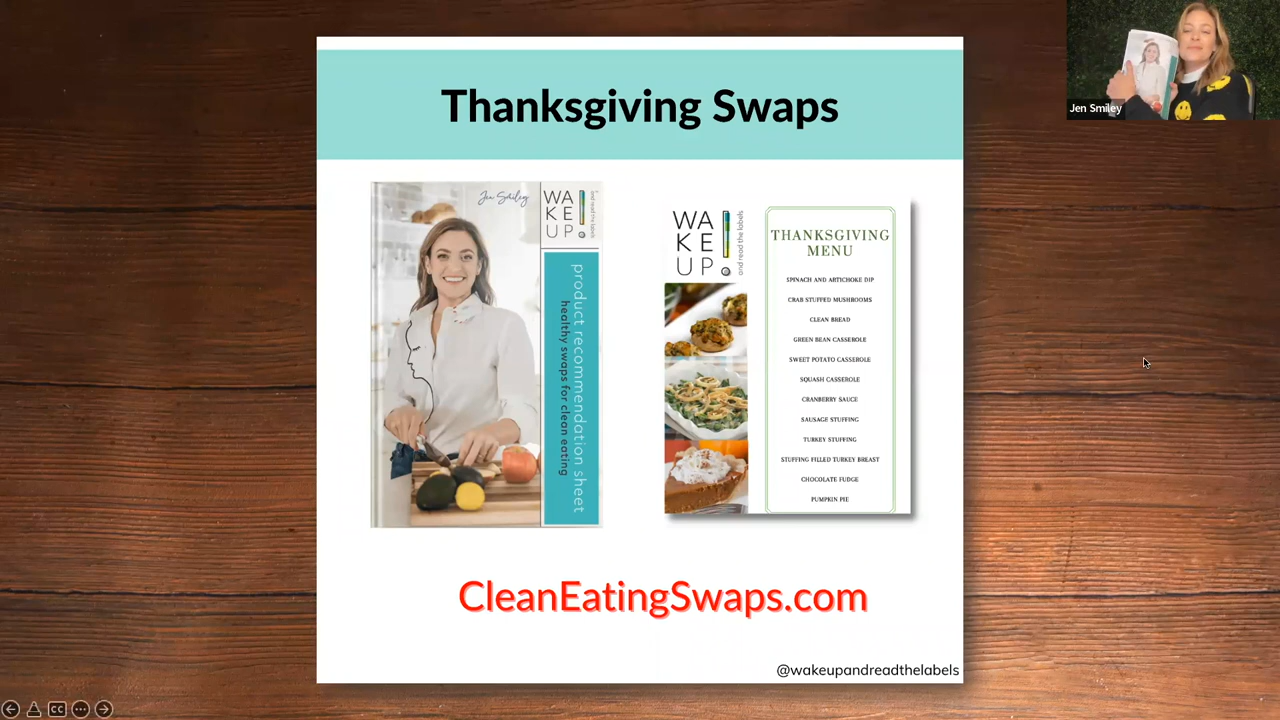 Thanksgiving Swaps
Jen Smiley
Jen Smiley
WA
KE
UP!
and read the labels
product recommendation sheet
healthy swaps for clean eating
WA
KE
UP!
and read the labels
THANKSGIVING
MENU
SPINACH AND ARTICHOKE DIP
CRAB STUFFED MUSHROOMS
CLEAN BREAD
GREEN BEAN CASSEROLE
SWEET POTATO CASSEROLE
SQUASH CASSEROLE
CRANBERRY SAUCE
SAUSAGE STUFFING
TURKEY STUFFING
STUFFING FILLED TURKEY BREAST
CHOCOLATE FUDGE
PUMPKIN PIE
CleanEatingSwaps.com
@wakeupandreadthelabels
CC